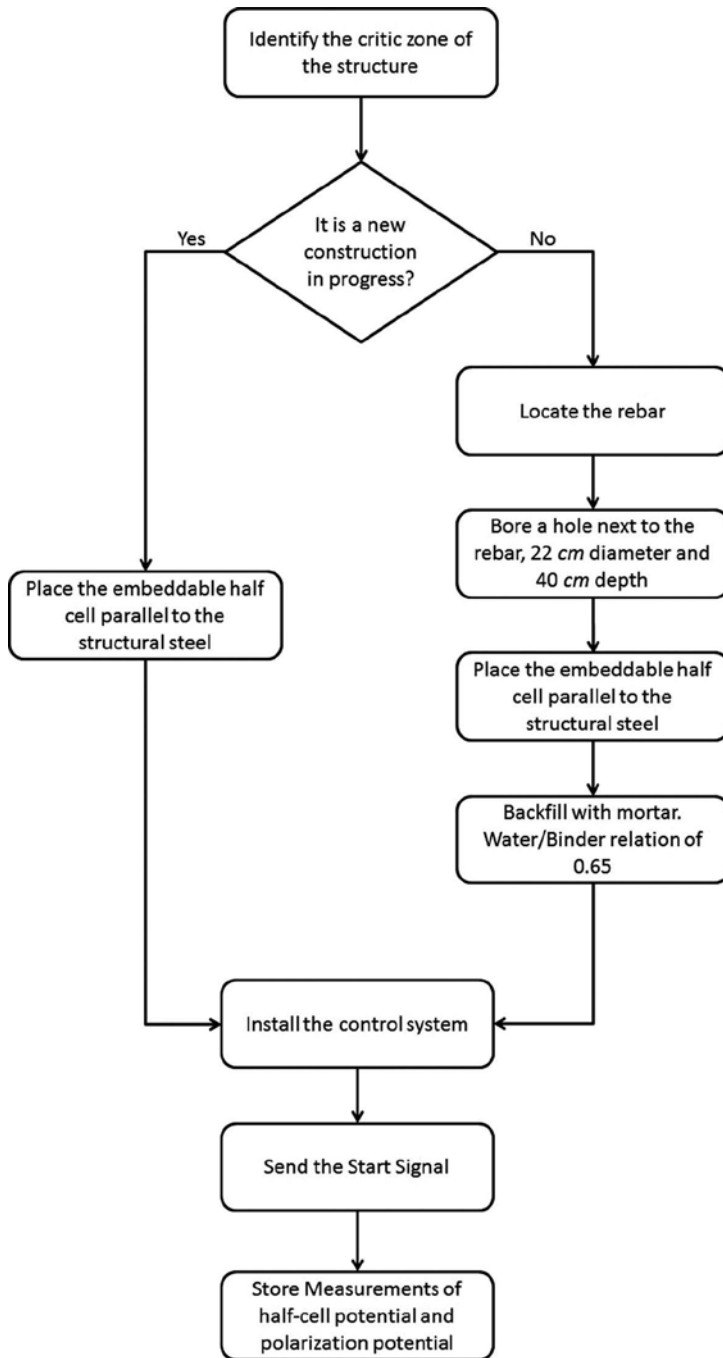 Identify the critic zone of
the structure
It is a new
construction
in progress?
Yes
No
Locate the rebar
Bore a hole next to the
rebar, 22 cm diameter and
40 cm depth
Place the embeddable half
cell parallel to the
structural steel
Place the embeddable half
cell parallel to the
structural steel
Backfill with mortar.
Water/Binder relation of
0.65
Install the control system
Send the Start Signal
Store Measurements of
half-cell potential and
polarization potential